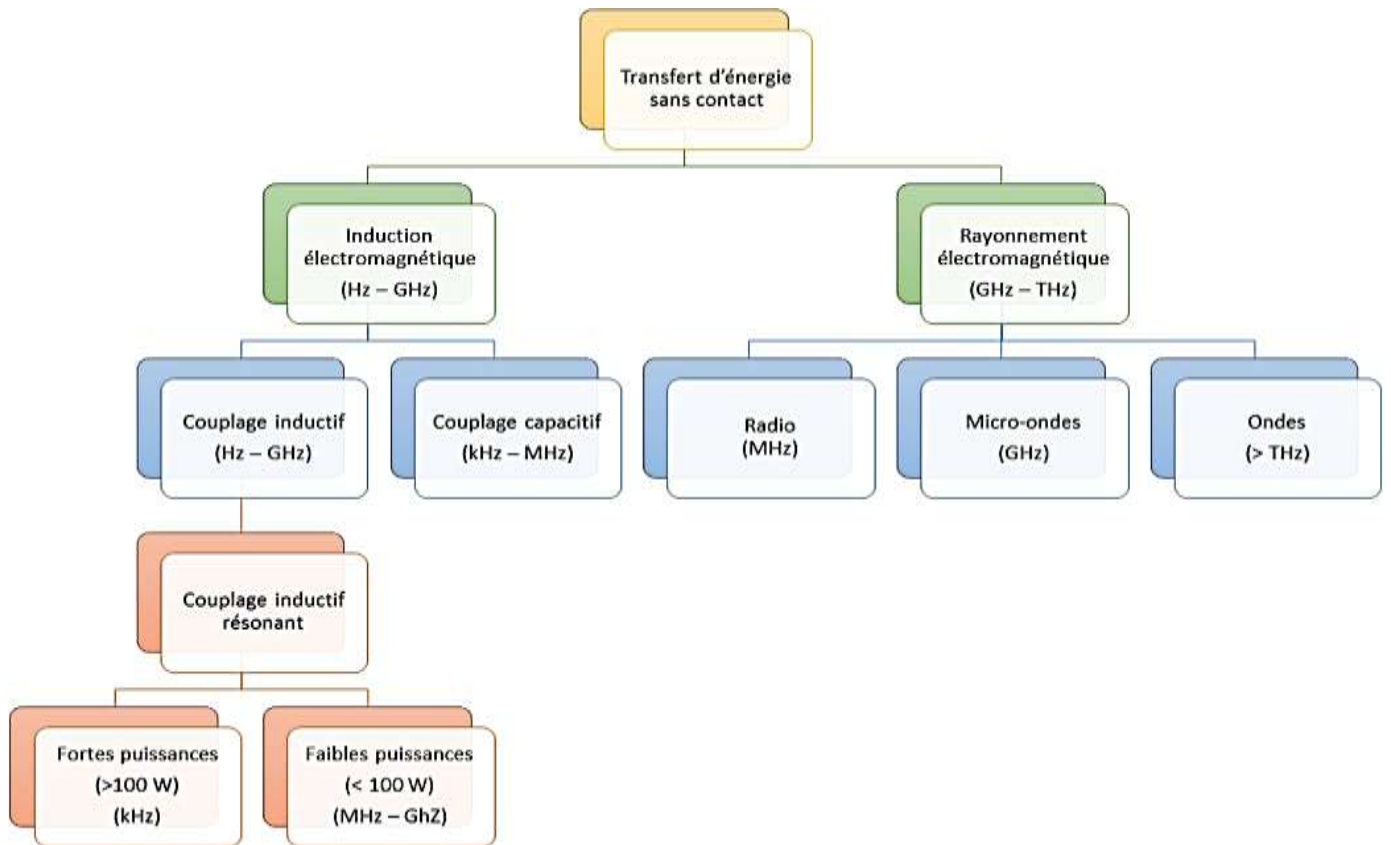 Transfert d'énergie
sans contact
Induction
électromagnétique
(Hz – GHz)
Rayonnement
électromagnétique
(GHz – THz)
Couplage inductif
(Hz – GHz)
Couplage capacitif
(kHz – MHz)
Radio
(MHz)
Micro-ondes
(GHz)
Ondes
(> THz)
Couplage inductif
résonant
Fortes puissances
(>100 W)
(kHz)
Faibles puissances
(< 100 W)
(MHz – GhZ)